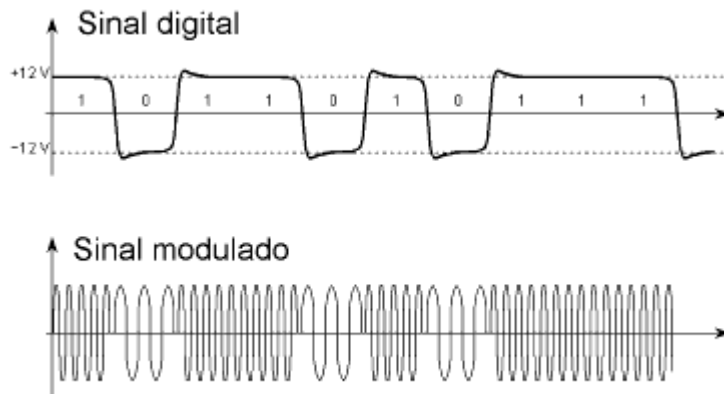 Sinal digital
+12 V
1 0 1 1 0 1 0 1 1 1
−12 V
Sinal modulado